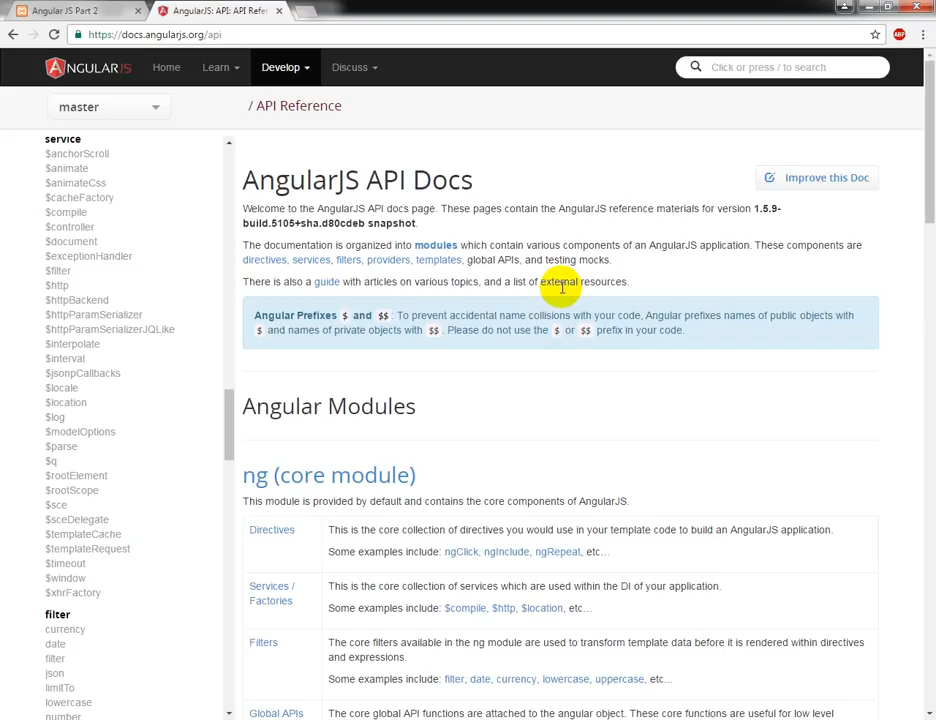 Angular JS Part 2
AngularJS: API: API Refer
https://docs.angularjs.org/api
ABP
ANGULARJS
Home
Learn
Develop
Discuss
Click or press / to search
master
/ API Reference
service
$anchorScroll
$animate
$animateCss
$cacheFactory
$compile
$controller
$document
$exceptionHandler
$filter
$http
$httpBackend
$httpParamSerializer
$httpParamSerializerJQLike
$interpolate
$interval
$jsonpCallbacks
$locale
$location
$log
$modelOptions
$parse
$q
$rootElement
$rootScope
$sce
$sceDelegate
$templateCache
$templateRequest
$timeout
$window
$xhrFactory
filter
currency
date
filter
json
limitTo
lowercase
number
AngularJS API Docs
Improve this Doc
Welcome to the AngularJS API docs page. These pages contain the AngularJS reference materials for version 1.5.9-
build.5105+sha.d80cdeb snapshot.
The documentation is organized into modules which contain various components of an AngularJS application. These components are
directives, services, filters, providers, templates, global APIs, and testing mocks.
There is also a guide with articles on various topics, and a list of external resources.
Angular Prefixes $ and $$: To prevent accidental name collisions with your code, Angular prefixes names of public objects with
$ and names of private objects with $$. Please do not use the $ or $$ prefix in your code.
Angular Modules
ng (core module)
This module is provided by default and contains the core components of AngularJS.
Directives
This is the core collection of directives you would use in your template code to build an AngularJS application.
Some examples include: ngClick, ngInclude, ngRepeat, etc…
Services /
Factories
This is the core collection of services which are used within the DI of your application.
Some examples include: $compile, $http, $location, etc…
Filters
The core filters available in the ng module are used to transform template data before it is rendered within directives
and expressions.
Some examples include: filter, date, currency, lowercase, uppercase, etc...
Global APIs
The core global API functions are attached to the angular object. These core functions are useful for low level